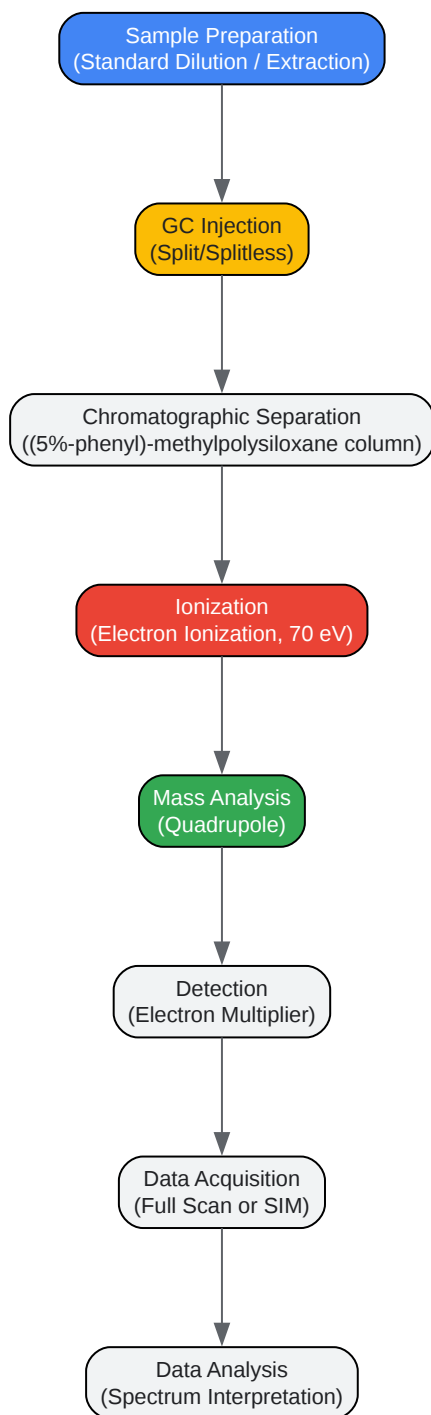 Sample Preparation
(Standard Dilution / Extraction)
GC Injection
(Split/Splitless)
Chromatographic Separation
((5%-phenyl)-methylpolysiloxane column)
Ionization
(Electron Ionization, 70 eV)
Mass Analysis
(Quadrupole)
Detection
(Electron Multiplier)
Data Acquisition
(Full Scan or SIM)
Data Analysis
(Spectrum Interpretation)